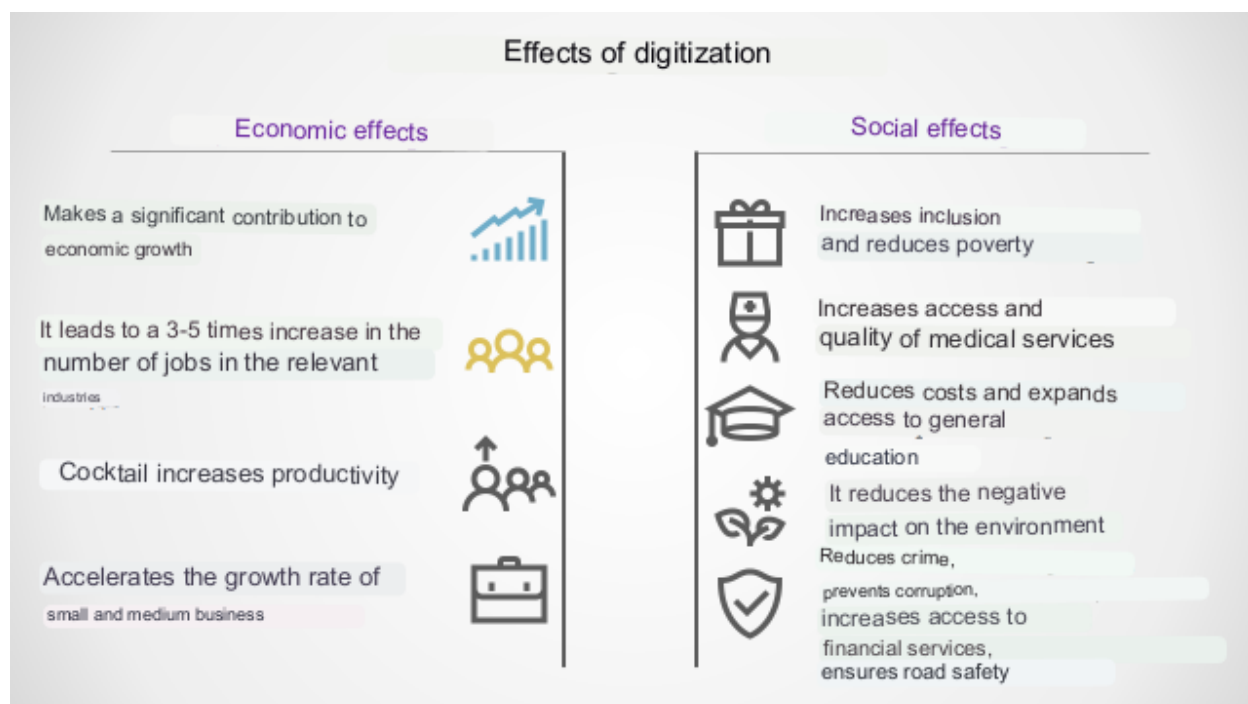 Effects of digitization
Economic effects
Makes a significant contribution to
economic growth
It leads to a 3-5 times increase in the
number of jobs in the relevant
industries
Cocktail increases productivity
Accelerates the growth rate of
small and medium business
Social effects
Increases inclusion
and reduces poverty
Increases access and
quality of medical services
Reduces costs and expands
access to general
education
It reduces the negative
impact on the environment
Reduces crime,
prevents corruption,
increases access to
financial services,
ensures road safety